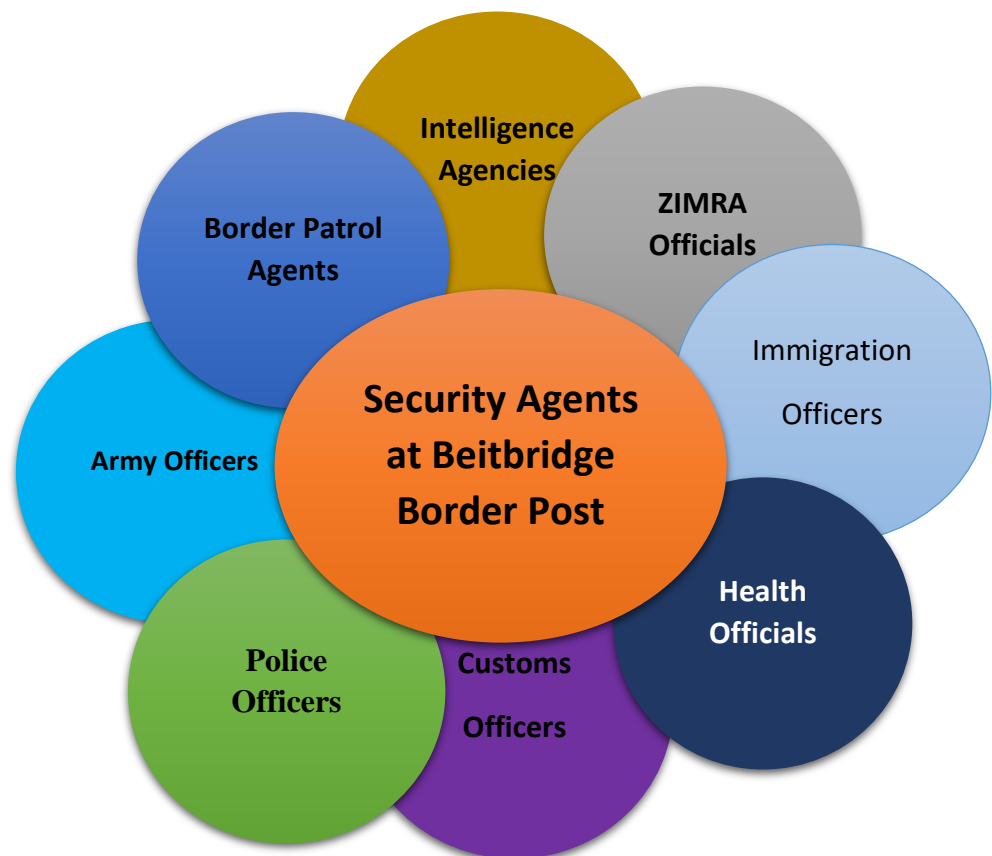 Intelligence
Agencies
ZIMRA
Officials
Border Patrol
Agents
Immigration
Officers
Security Agents
at Beitbridge
Border Post
Army Officers
Health
Officials
Police
Officers
Customs
Officers